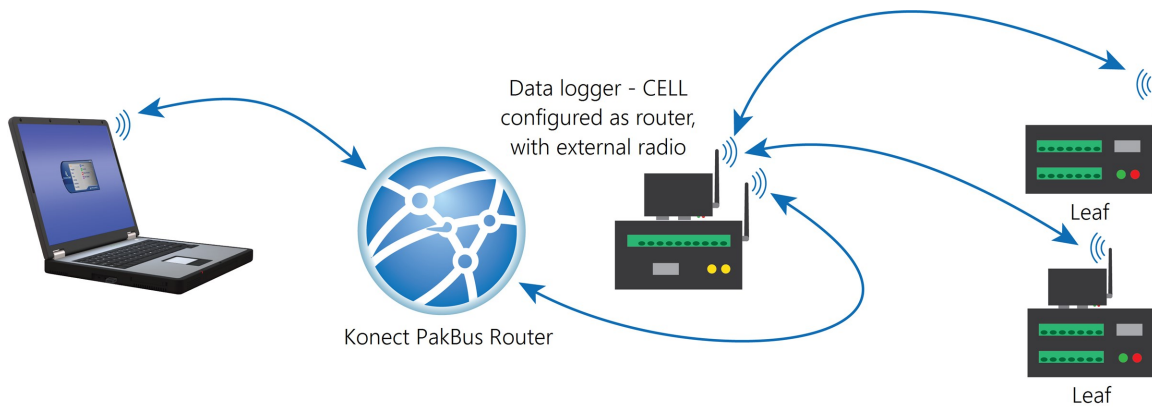 Data logger - CELL
configured as router,
with external radio
Konect PakBus Router
Leaf
Leaf